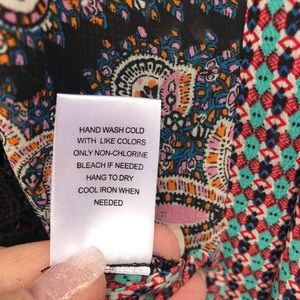 HAND WASH COLD
WITH LIKE COLORS
ONLY NON-CHLORINE
BLEACH IF NEEDED
HANG TO DRY
COOL IRON WHEN
NEEDED